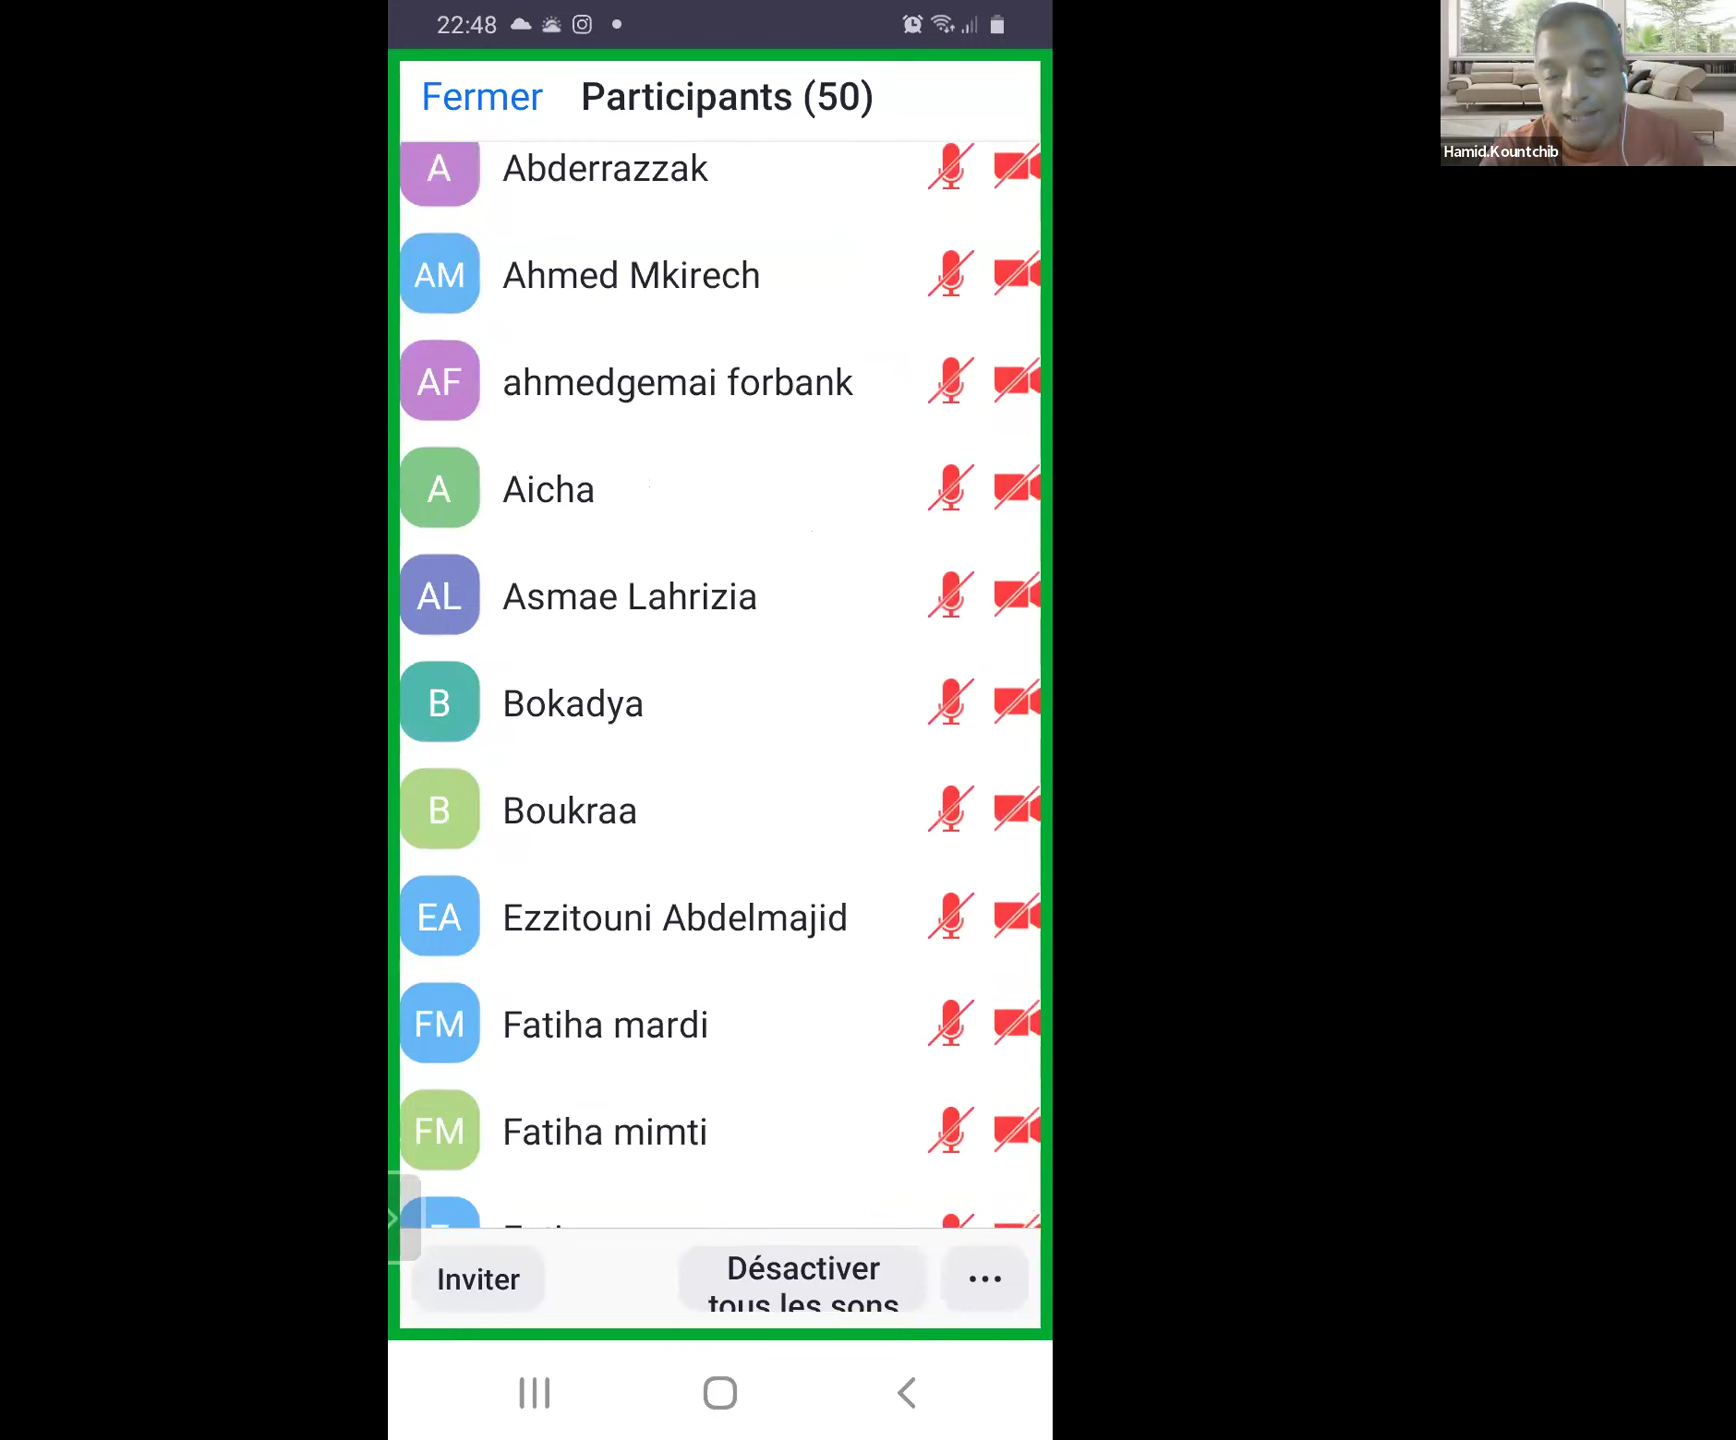 22:48
Fermer Participants (50)
A Abderrazzak
AM Ahmed Mkirech
AF ahmedgemai forbank
A Aicha
AL Asmae Lahrizia
B Bokadya
B Boukraa
EA Ezzitouni Abdelmajid
FM Fatiha mardi
FM Fatiha mimti
Inviter
Désactiver
tous les sons
Hamid.Kountchib